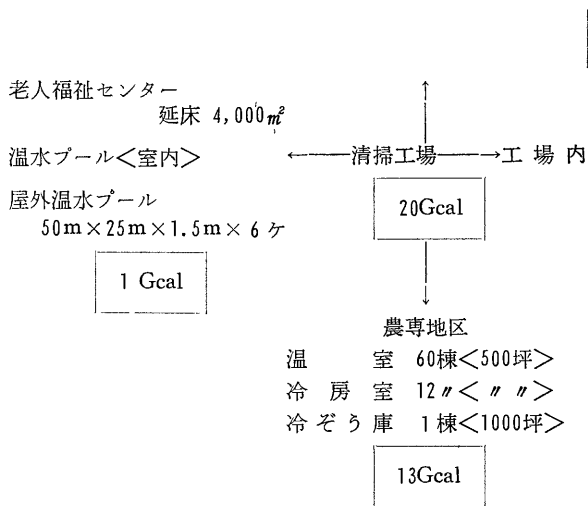 老人福祉センター
延床 4,000㎡
温水プール<室内>
屋外温水プール
50m×25m×1.5m×6ケ
1 Gcal
清掃工場
工場内
20Gcal
農専地区
温室 60棟<500坪>
冷房室 12〃<〃〃>
冷ぞう庫 1棟<1000坪>
13Gcal